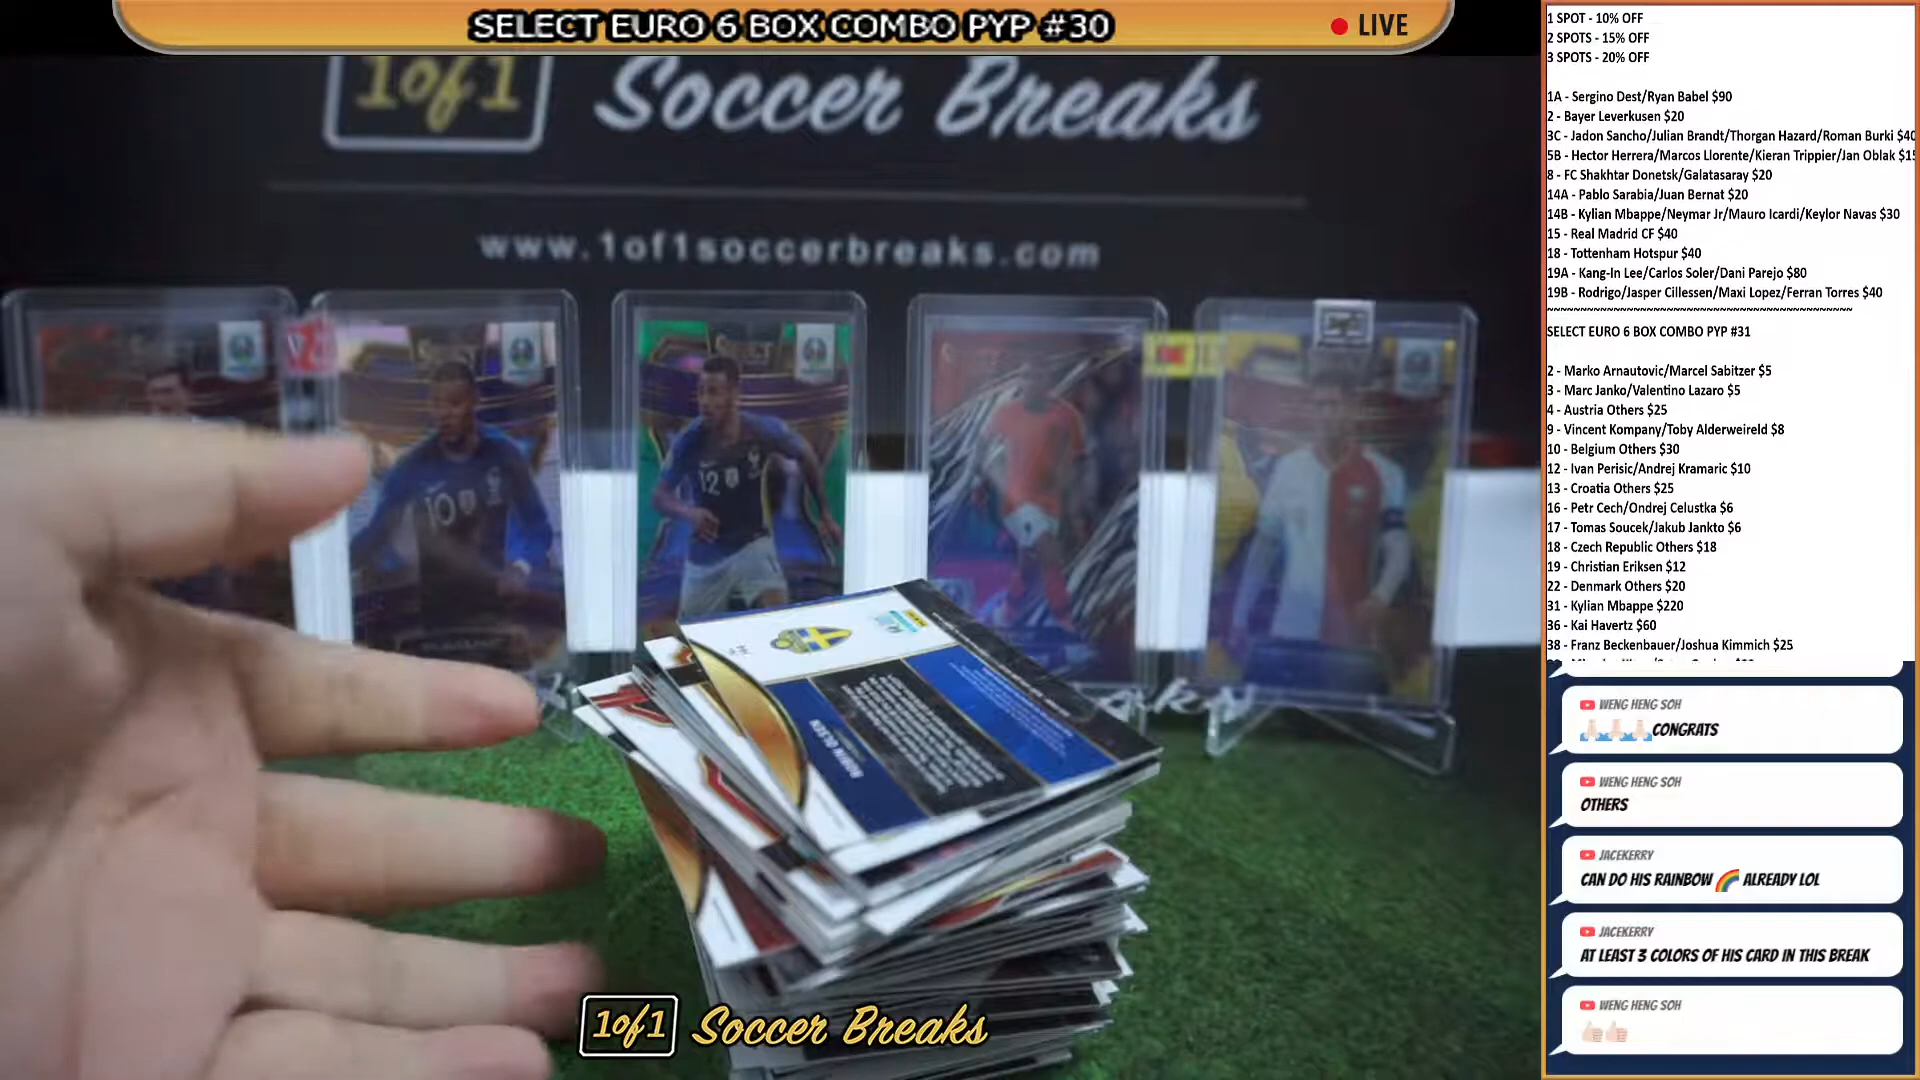 SELECT EURO 6 BOX COMBO PYP #30
LIVE
1of1 Soccer Breaks
www.1of1soccerbreaks.com
10
12
ROBIN OLSEN
1of1 Soccer Breaks
1 SPOT - 10% OFF
2 SPOTS - 15% OFF
3 SPOTS - 20% OFF
1A - Sergino Dest/Ryan Babel $90
2 - Bayer Leverkusen $20
3C - Jadon Sancho/Julian Brandt/Thorgan Hazard/Roman Burki $40
5B - Hector Herrera/Marcos Llorente/Kieran Trippier/Jan Oblak $15
8 - FC Shakhtar Donetsk/Galatasaray $20
14A - Pablo Sarabia/Juan Bernat $20
14B - Kylian Mbappe/Neymar Jr/Mauro Icardi/Keylor Navas $30
15 - Real Madrid CF $40
18 - Tottenham Hotspur $40
19A - Kang-In Lee/Carlos Soler/Dani Parejo $80
19B - Rodrigo/Jasper Cillessen/Maxi Lopez/Ferran Torres $40
~~~~~~~~~~~~~~~~~~~~~~~~~~~~~~~~~~~~~~~~~~~~
SELECT EURO 6 BOX COMBO PYP #31
2 - Marko Arnautovic/Marcel Sabitzer $5
3 - Marc Janko/Valentino Lazaro $5
4 - Austria Others $25
9 - Vincent Kompany/Toby Alderweireld $8
10 - Belgium Others $30
12 - Ivan Perisic/Andrej Kramaric $10
13 - Croatia Others $25
16 - Petr Cech/Ondrej Celustka $6
17 - Tomas Soucek/Jakub Jankto $6
18 - Czech Republic Others $18
19 - Christian Eriksen $12
22 - Denmark Others $20
31 - Kylian Mbappe $220
36 - Kai Havertz $60
38 - Franz Beckenbauer/Joshua Kimmich $25
WENG HENG SOH
🙏🏻🙏🏻🙏🏻CONGRATS
WENG HENG SOH
OTHERS
JACEKERRY
CAN DO HIS RAINBOW 🌈 ALREADY LOL
JACEKERRY
AT LEAST 3 COLORS OF HIS CARD IN THIS BREAK
WENG HENG SOH
👍🏻👍🏻